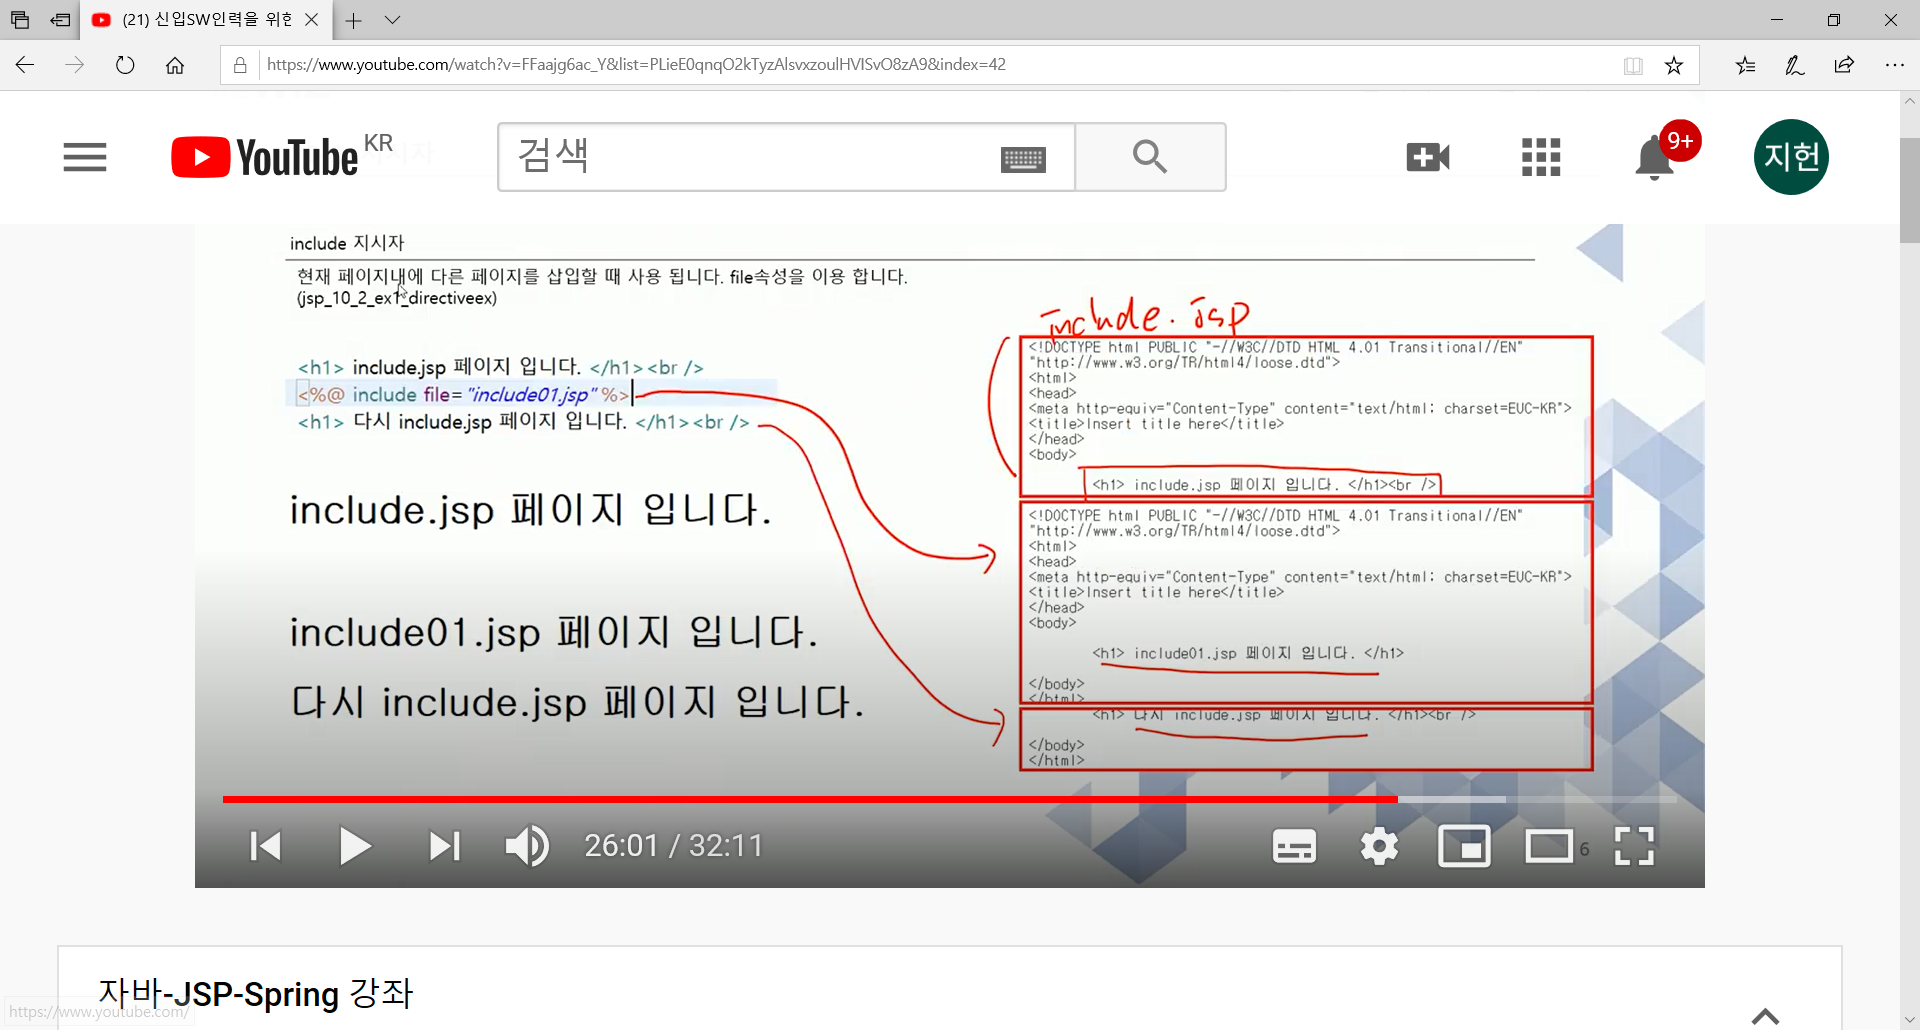 (21) 신입SW인력을 위한
https://www.youtube.com/watch?v=FFaajg6ac_Y&list=PLieE0qnqO2kTyzAlsvxzoulHVISvO8zA9&index=42
YouTube KR
검색
9+
지헌
include 지시자
현재 페이지내에 다른 페이지를 삽입할 때 사용 됩니다. file속성을 이용 합니다.
(jsp_10_2_ex1_directiveex)
<h1> include.jsp 페이지 입니다. </h1><br />
<%@ include file="include01.jsp" %>
<h1> 다시 include.jsp 페이지 입니다. </h1><br />
include.jsp 페이지 입니다.
include01.jsp 페이지 입니다.
다시 include.jsp 페이지 입니다.
include.jsp
<!DOCTYPE html PUBLIC "-//W3C//DTD HTML 4.01 Transitional//EN"
"http://www.w3.org/TR/html4/loose.dtd">
<html>
<head>
<meta http-equiv="Content-Type" content="text/html; charset=EUC-KR">
<title>Insert title here</title>
</head>
<body>
<h1> include.jsp 페이지 입니다. </h1><br />
<!DOCTYPE html PUBLIC "-//W3C//DTD HTML 4.01 Transitional//EN"
"http://www.w3.org/TR/html4/loose.dtd">
<html>
<head>
<meta http-equiv="Content-Type" content="text/html; charset=EUC-KR">
<title>Insert title here</title>
</head>
<body>
<h1> include01.jsp 페이지 입니다. </h1>
</body>
</html>
<h1> 다시 include.jsp 페이지 입니다. </h1><br />
</body>
</html>
26:01 / 32:11
6
자바-JSP-Spring 강좌
https://www.youtube.com/